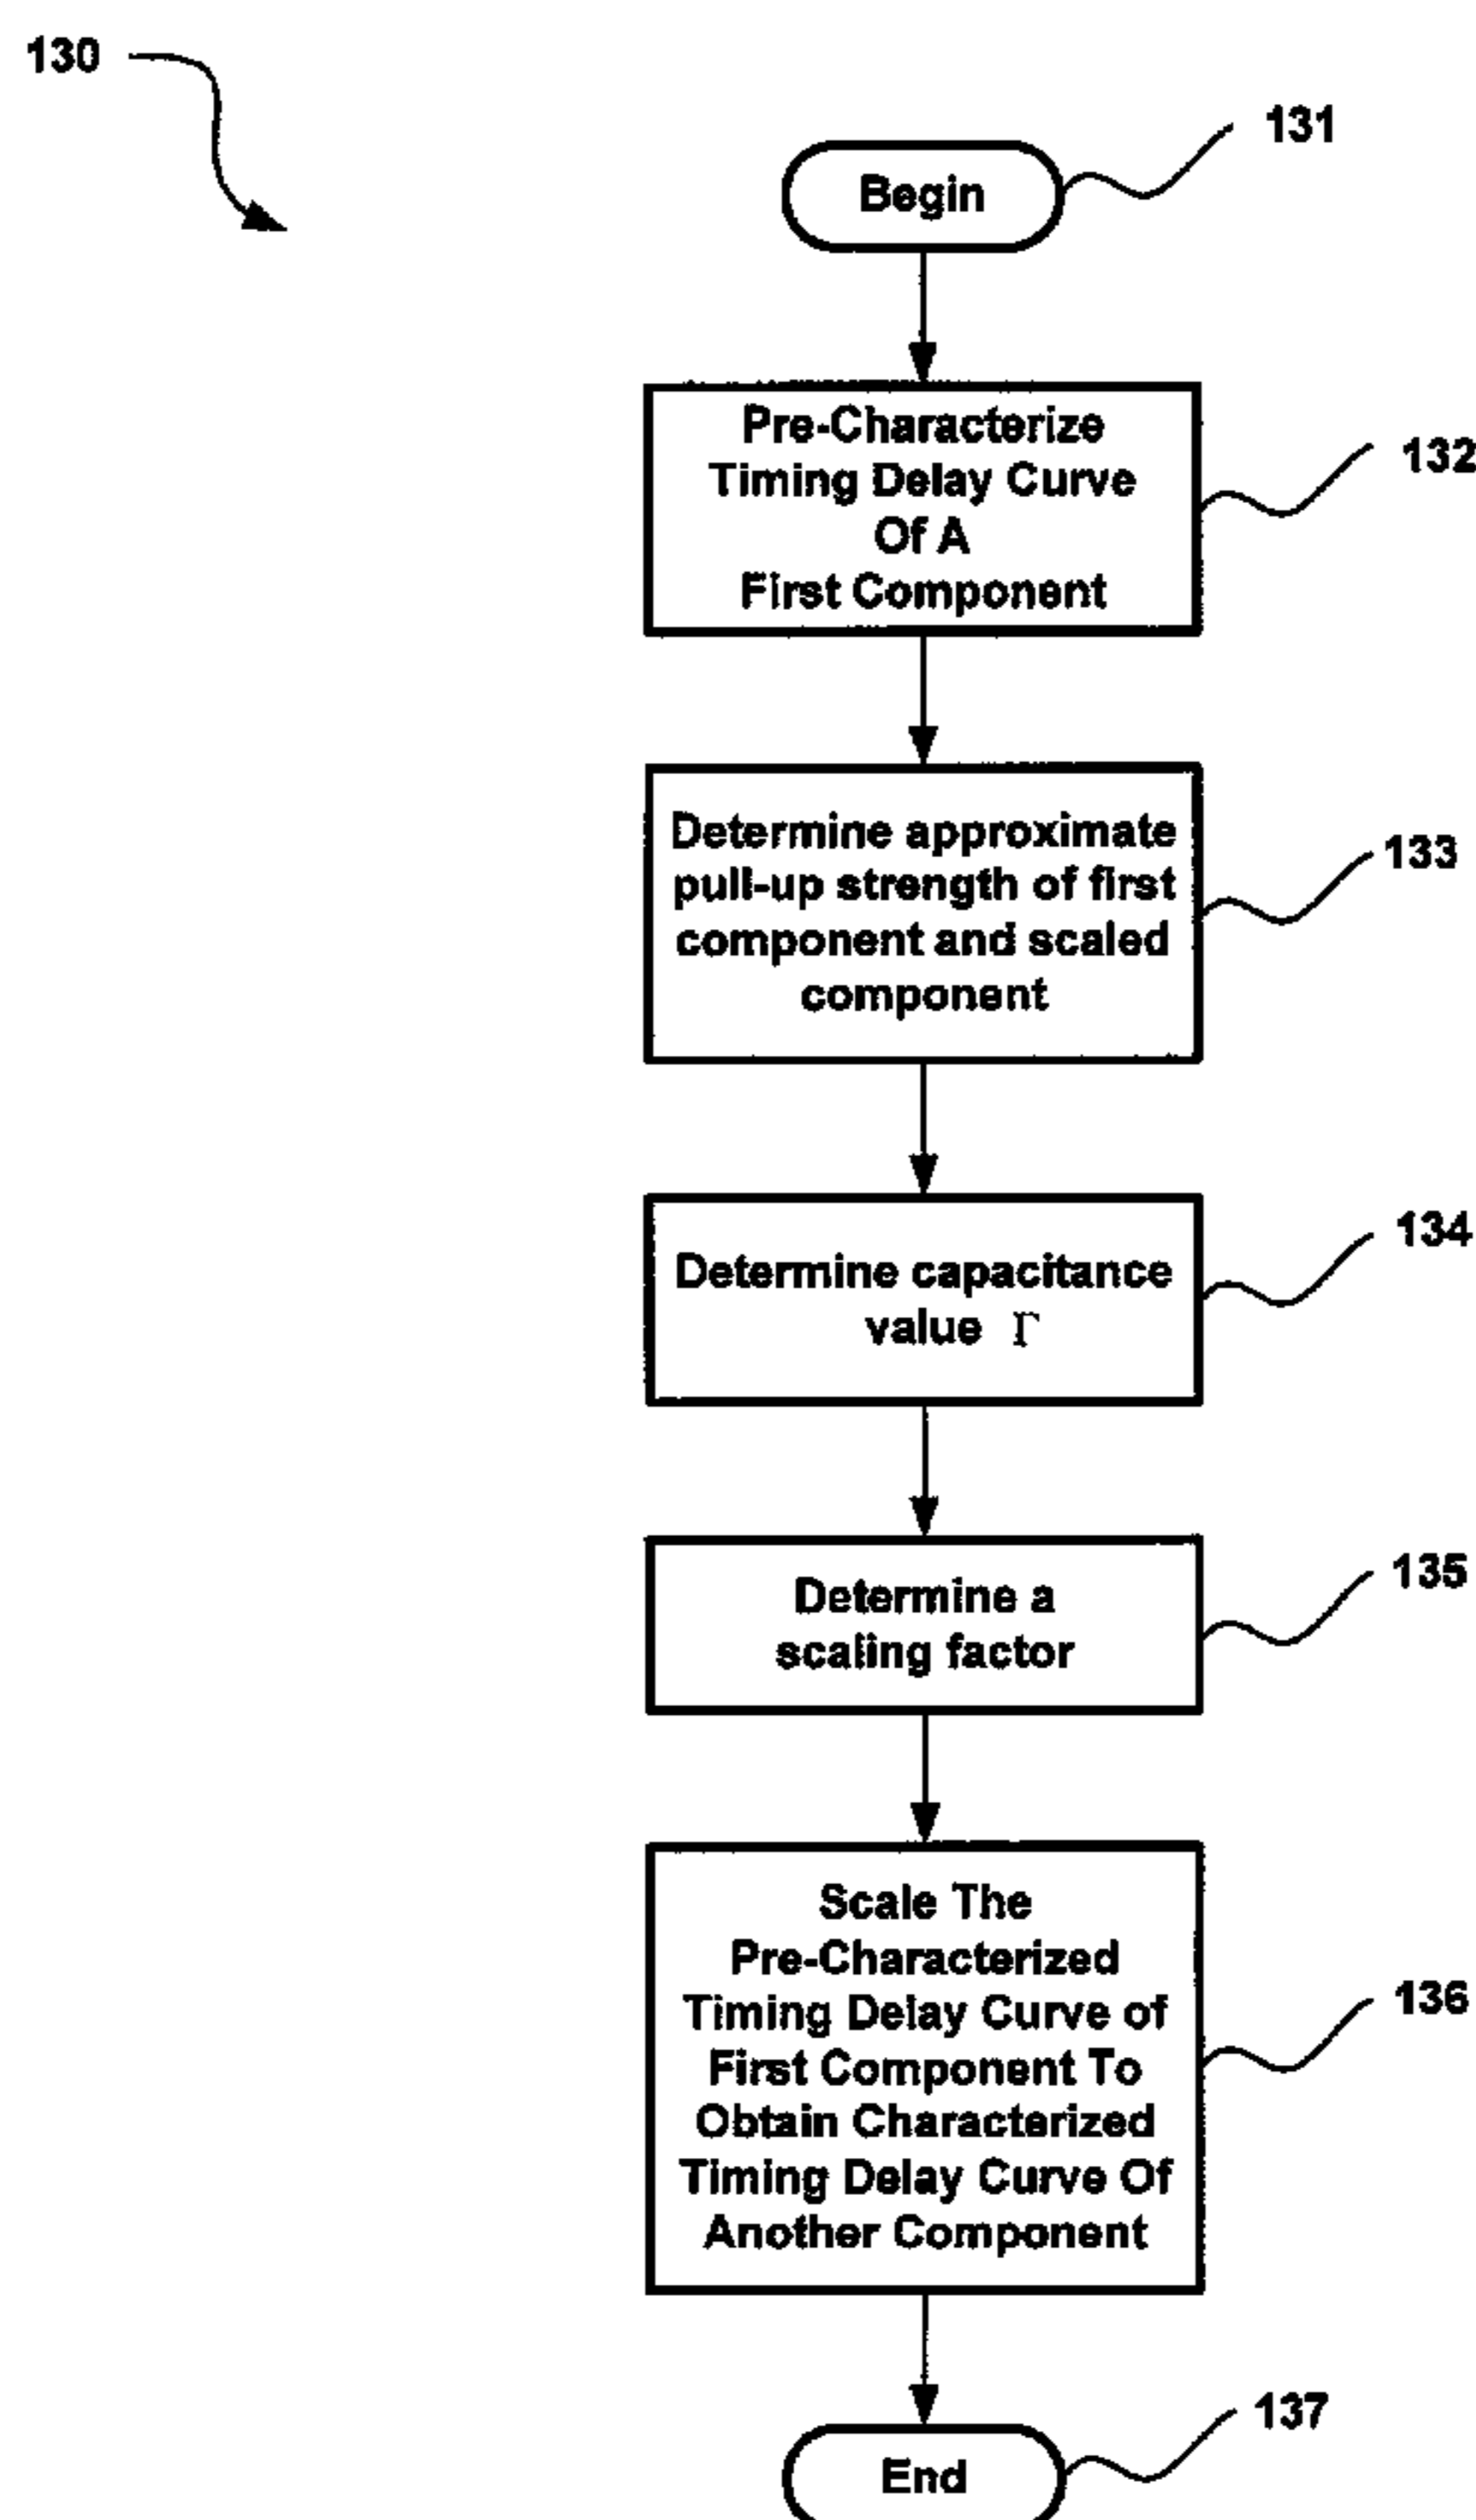 130
131
Begin
Pre-Characterize
Timing Delay Curve
Of A
First Component
132
Determine approximate
pull-up strength of first
component and scaled
component
133
Determine capacitance
value Γ
134
Determine a
scaling factor
135
Scale The
Pre-Characterized
Timing Delay Curve of
First Component To
Obtain Characterized
Timing Delay Curve Of
Another Component
136
137
End